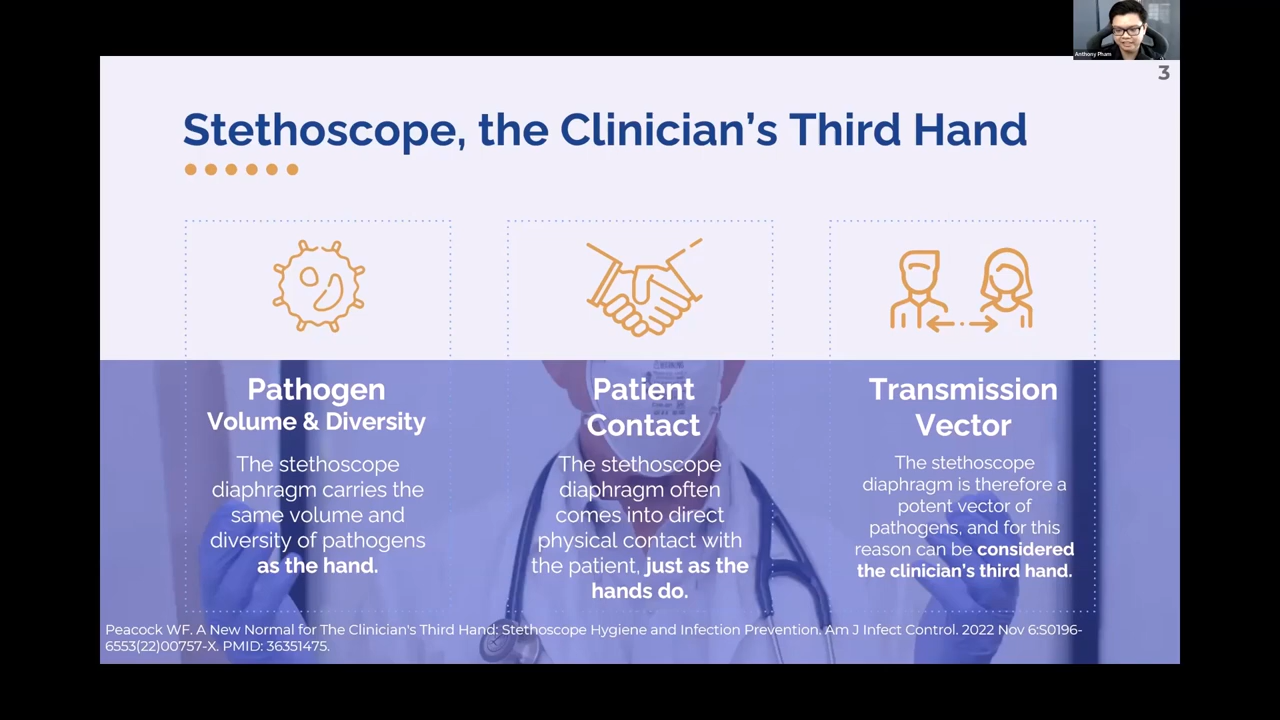 Anthony Pham
3
Stethoscope, the Clinician's Third Hand
Pathogen
Volume & Diversity
The stethoscope
diaphragm carries the
same volume and
diversity of pathogens
as the hand.
Patient
Contact
The stethoscope
diaphragm often
comes into direct
physical contact with
the patient, just as the
hands do.
Transmission
Vector
The stethoscope
diaphragm is therefore a
potent vector of
pathogens, and for this
reason can be considered
the clinician's third hand.
Peacock WF. A New Normal for The Clinician's Third Hand: Stethoscope Hygiene and Infection Prevention. Am J Infect Control. 2022 Nov 6:S0196-
6553(22)00757-X. PMID: 36351475.